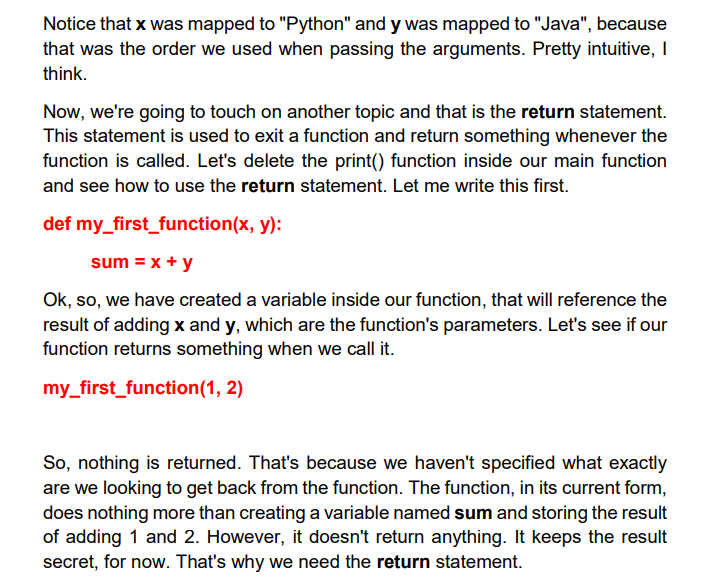 Notice that x was mapped to "Python" and y was mapped to "Java", because
that was the order we used when passing the arguments. Pretty intuitive, I
think.
Now, we're going to touch on another topic and that is the return statement.
This statement is used to exit a function and return something whenever the
function is called. Let's delete the print() function inside our main function
and see how to use the return statement. Let me write this first.
def my_first_function(x, y):
sum = x + y
Ok, so, we have created a variable inside our function, that will reference the
result of adding x and y, which are the function's parameters. Let's see if our
function returns something when we call it.
my_first_function(1, 2)
So, nothing is returned. That's because we haven't specified what exactly
are we looking to get back from the function. The function, in its current form,
does nothing more than creating a variable named sum and storing the result
of adding 1 and 2. However, it doesn't return anything. It keeps the result
secret, for now. That's why we need the return statement.